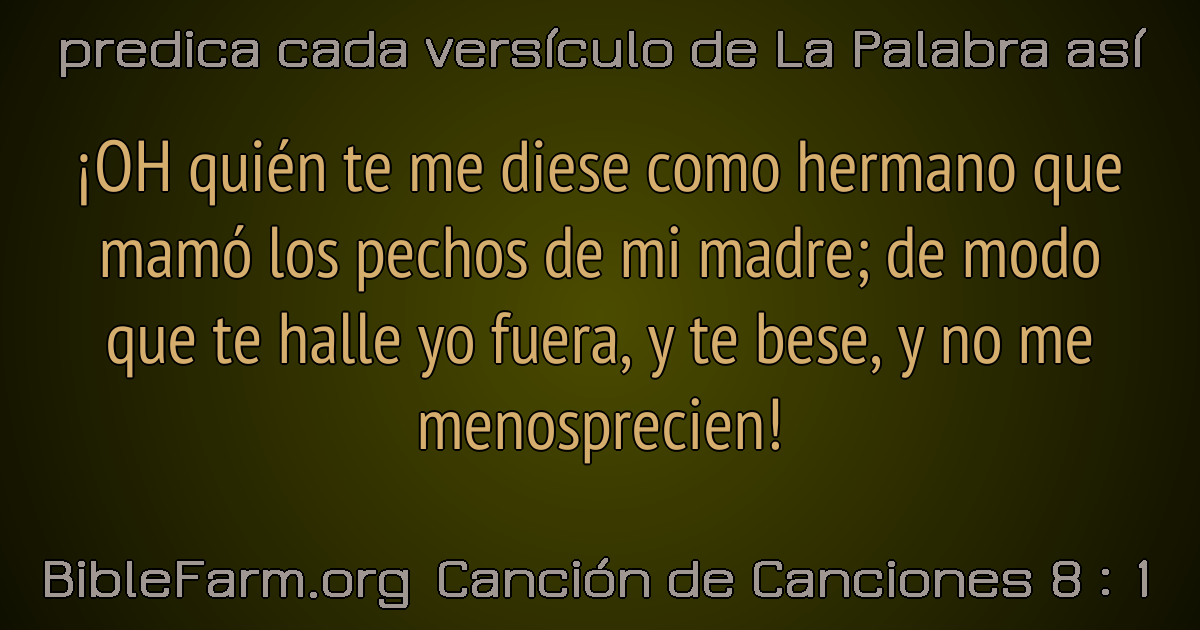 predica cada versículo de La Palabra así
¡OH quién te me diese como hermano que
mamó los pechos de mi madre; de modo
que te halle yo fuera, y te bese, y no me
menosprecien!
BibleFarm.org Canción de Canciones 8 : 1